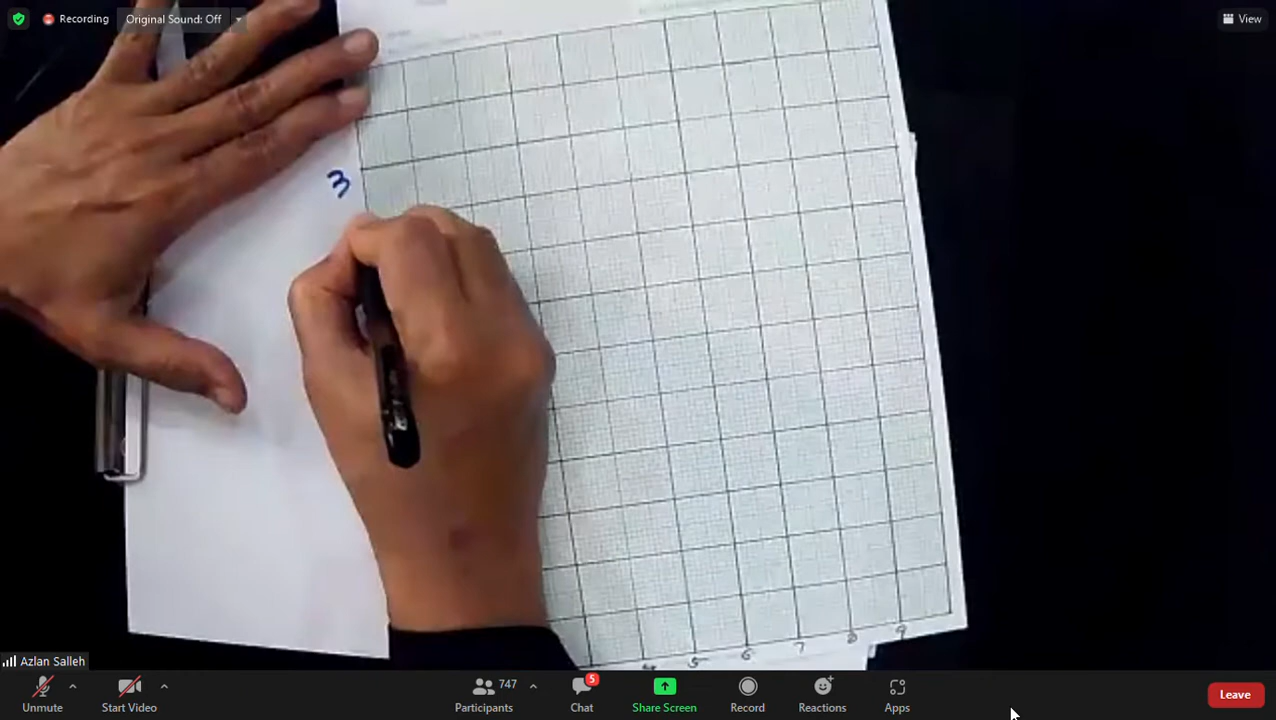 Recording
Original Sound: Off
View
3
4 5 6 7 8 9
Azlan Salleh
747
5
Unmute
Start Video
Participants
Chat
Share Screen
Record
Reactions
Apps
Leave